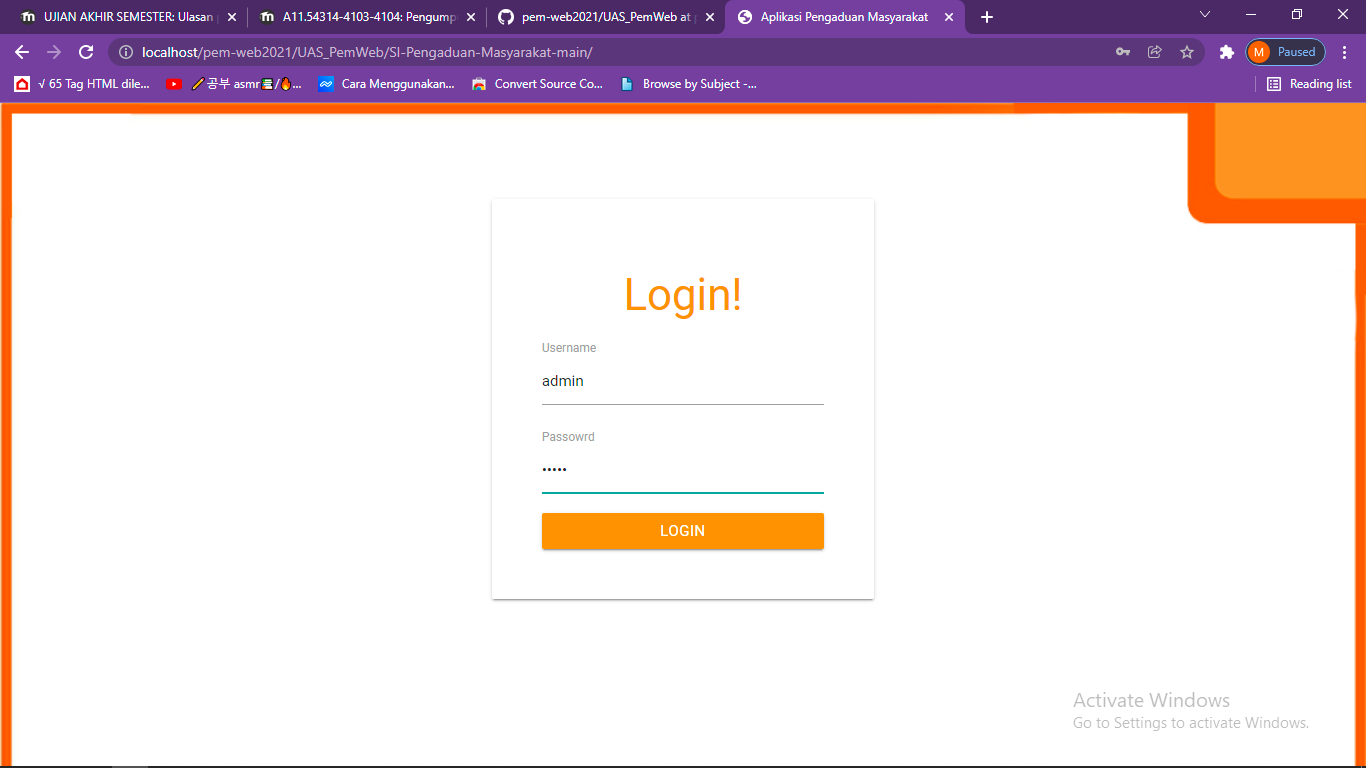 UJIAN AKHIR SEMESTER: Ulasan
A11.54314-4103-4104: Pengump
pem-web2021/UAS_PemWeb at
Aplikasi Pengaduan Masyarakat
localhost/pem-web2021/UAS_PemWeb/SI-Pengaduan-Masyarakat-main/
M Paused
√ 65 Tag HTML dile...
공부 asmr
Cara Menggunakan...
Convert Source Co...
Browse by Subject -...
Reading list
Login!
Username
admin
Passowrd
•••••
LOGIN
Activate Windows
Go to Settings to activate Windows.